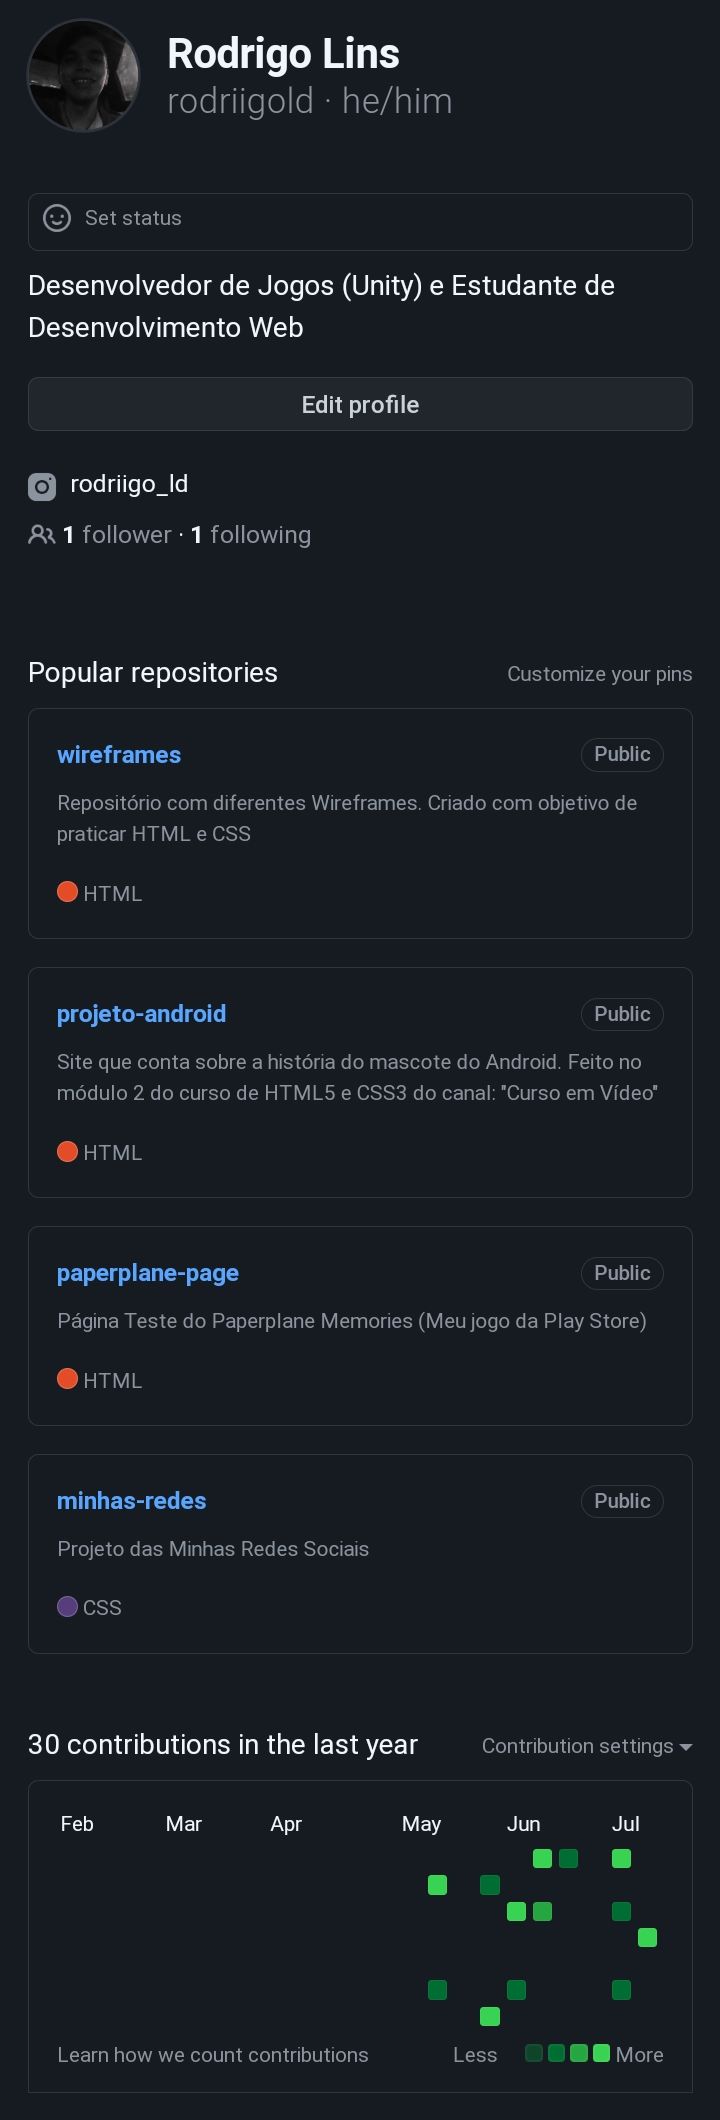 Rodrigo Lins
rodriigold · he/him
Set status
Desenvolvedor de Jogos (Unity) e Estudante de
Desenvolvimento Web
Edit profile
rodriigo_ld
1 follower · 1 following
Popular repositories
Customize your pins
wireframes
Public
Repositório com diferentes Wireframes. Criado com objetivo de
praticar HTML e CSS
HTML
projeto-android
Public
Site que conta sobre a história do mascote do Android. Feito no
módulo 2 do curso de HTML5 e CSS3 do canal: "Curso em Vídeo"
HTML
paperplane-page
Public
Página Teste do Paperplane Memories (Meu jogo da Play Store)
HTML
minhas-redes
Public
Projeto das Minhas Redes Sociais
CSS
30 contributions in the last year
Contribution settings
Feb Mar Apr May Jun Jul
Learn how we count contributions
Less More